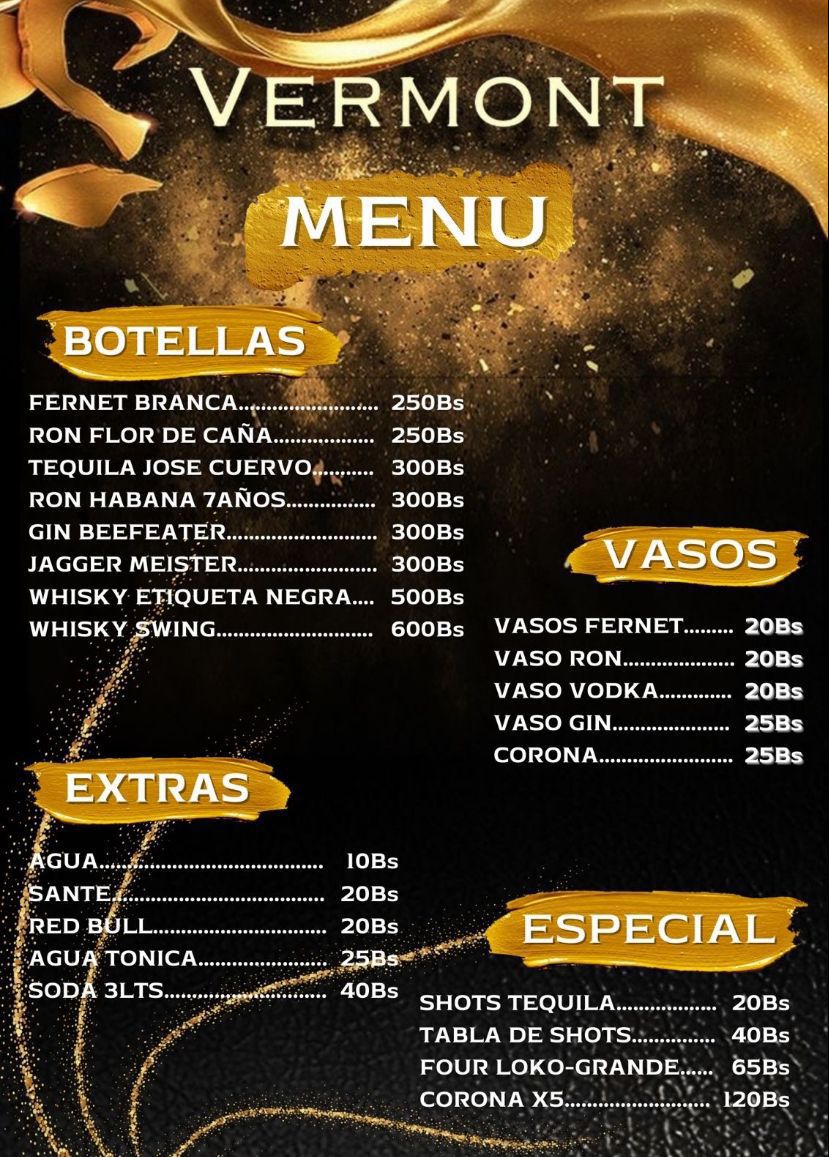 VERMONT
MENU
BOTELLAS
FERNET BRANCA......................... 250Bs
RON FLOR DE CAÑA.................. 250Bs
TEQUILA JOSE CUERVO........... 300Bs
RON HABANA 7AÑOS................ 300Bs
GIN BEEFEATER........................... 300Bs
JAGGER MEISTER......................... 300Bs
WHISKY ETIQUETA NEGRA.... 500Bs
WHISKY SWING............................ 600Bs
VASOS
VASOS FERNET......... 20Bs
VASO RON.................... 20Bs
VASO VODKA............. 20Bs
VASO GIN..................... 25Bs
CORONA........................ 25Bs
EXTRAS
AGUA........................................ 10Bs
SANTE...................................... 20Bs
RED BULL............................... 20Bs
AGUA TONICA....................... 25Bs
SODA 3LTS............................. 40Bs
ESPECIAL
SHOTS TEQUILA.................. 20Bs
TABLA DE SHOTS............... 40Bs
FOUR LOKO-GRANDE...... 65Bs
CORONA X5.......................... 120Bs